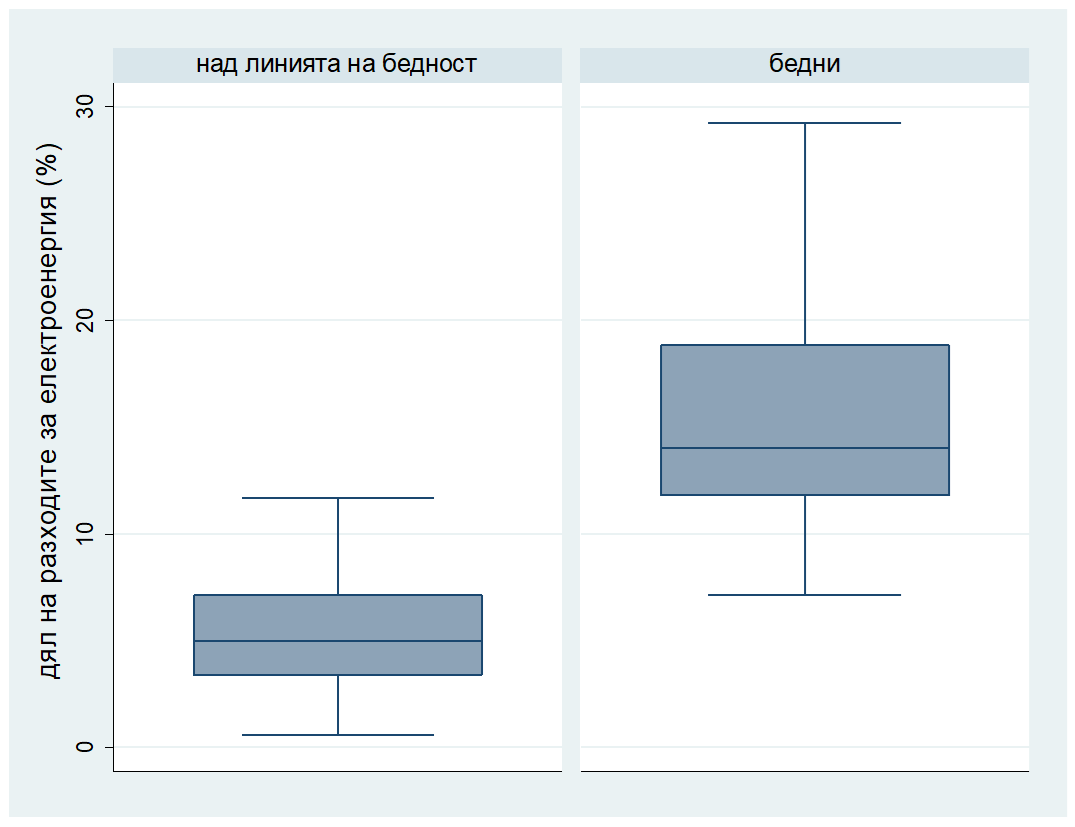 над линията на бедност
бедни
дял на разходите за електроенергия (%)
30
20
10
0